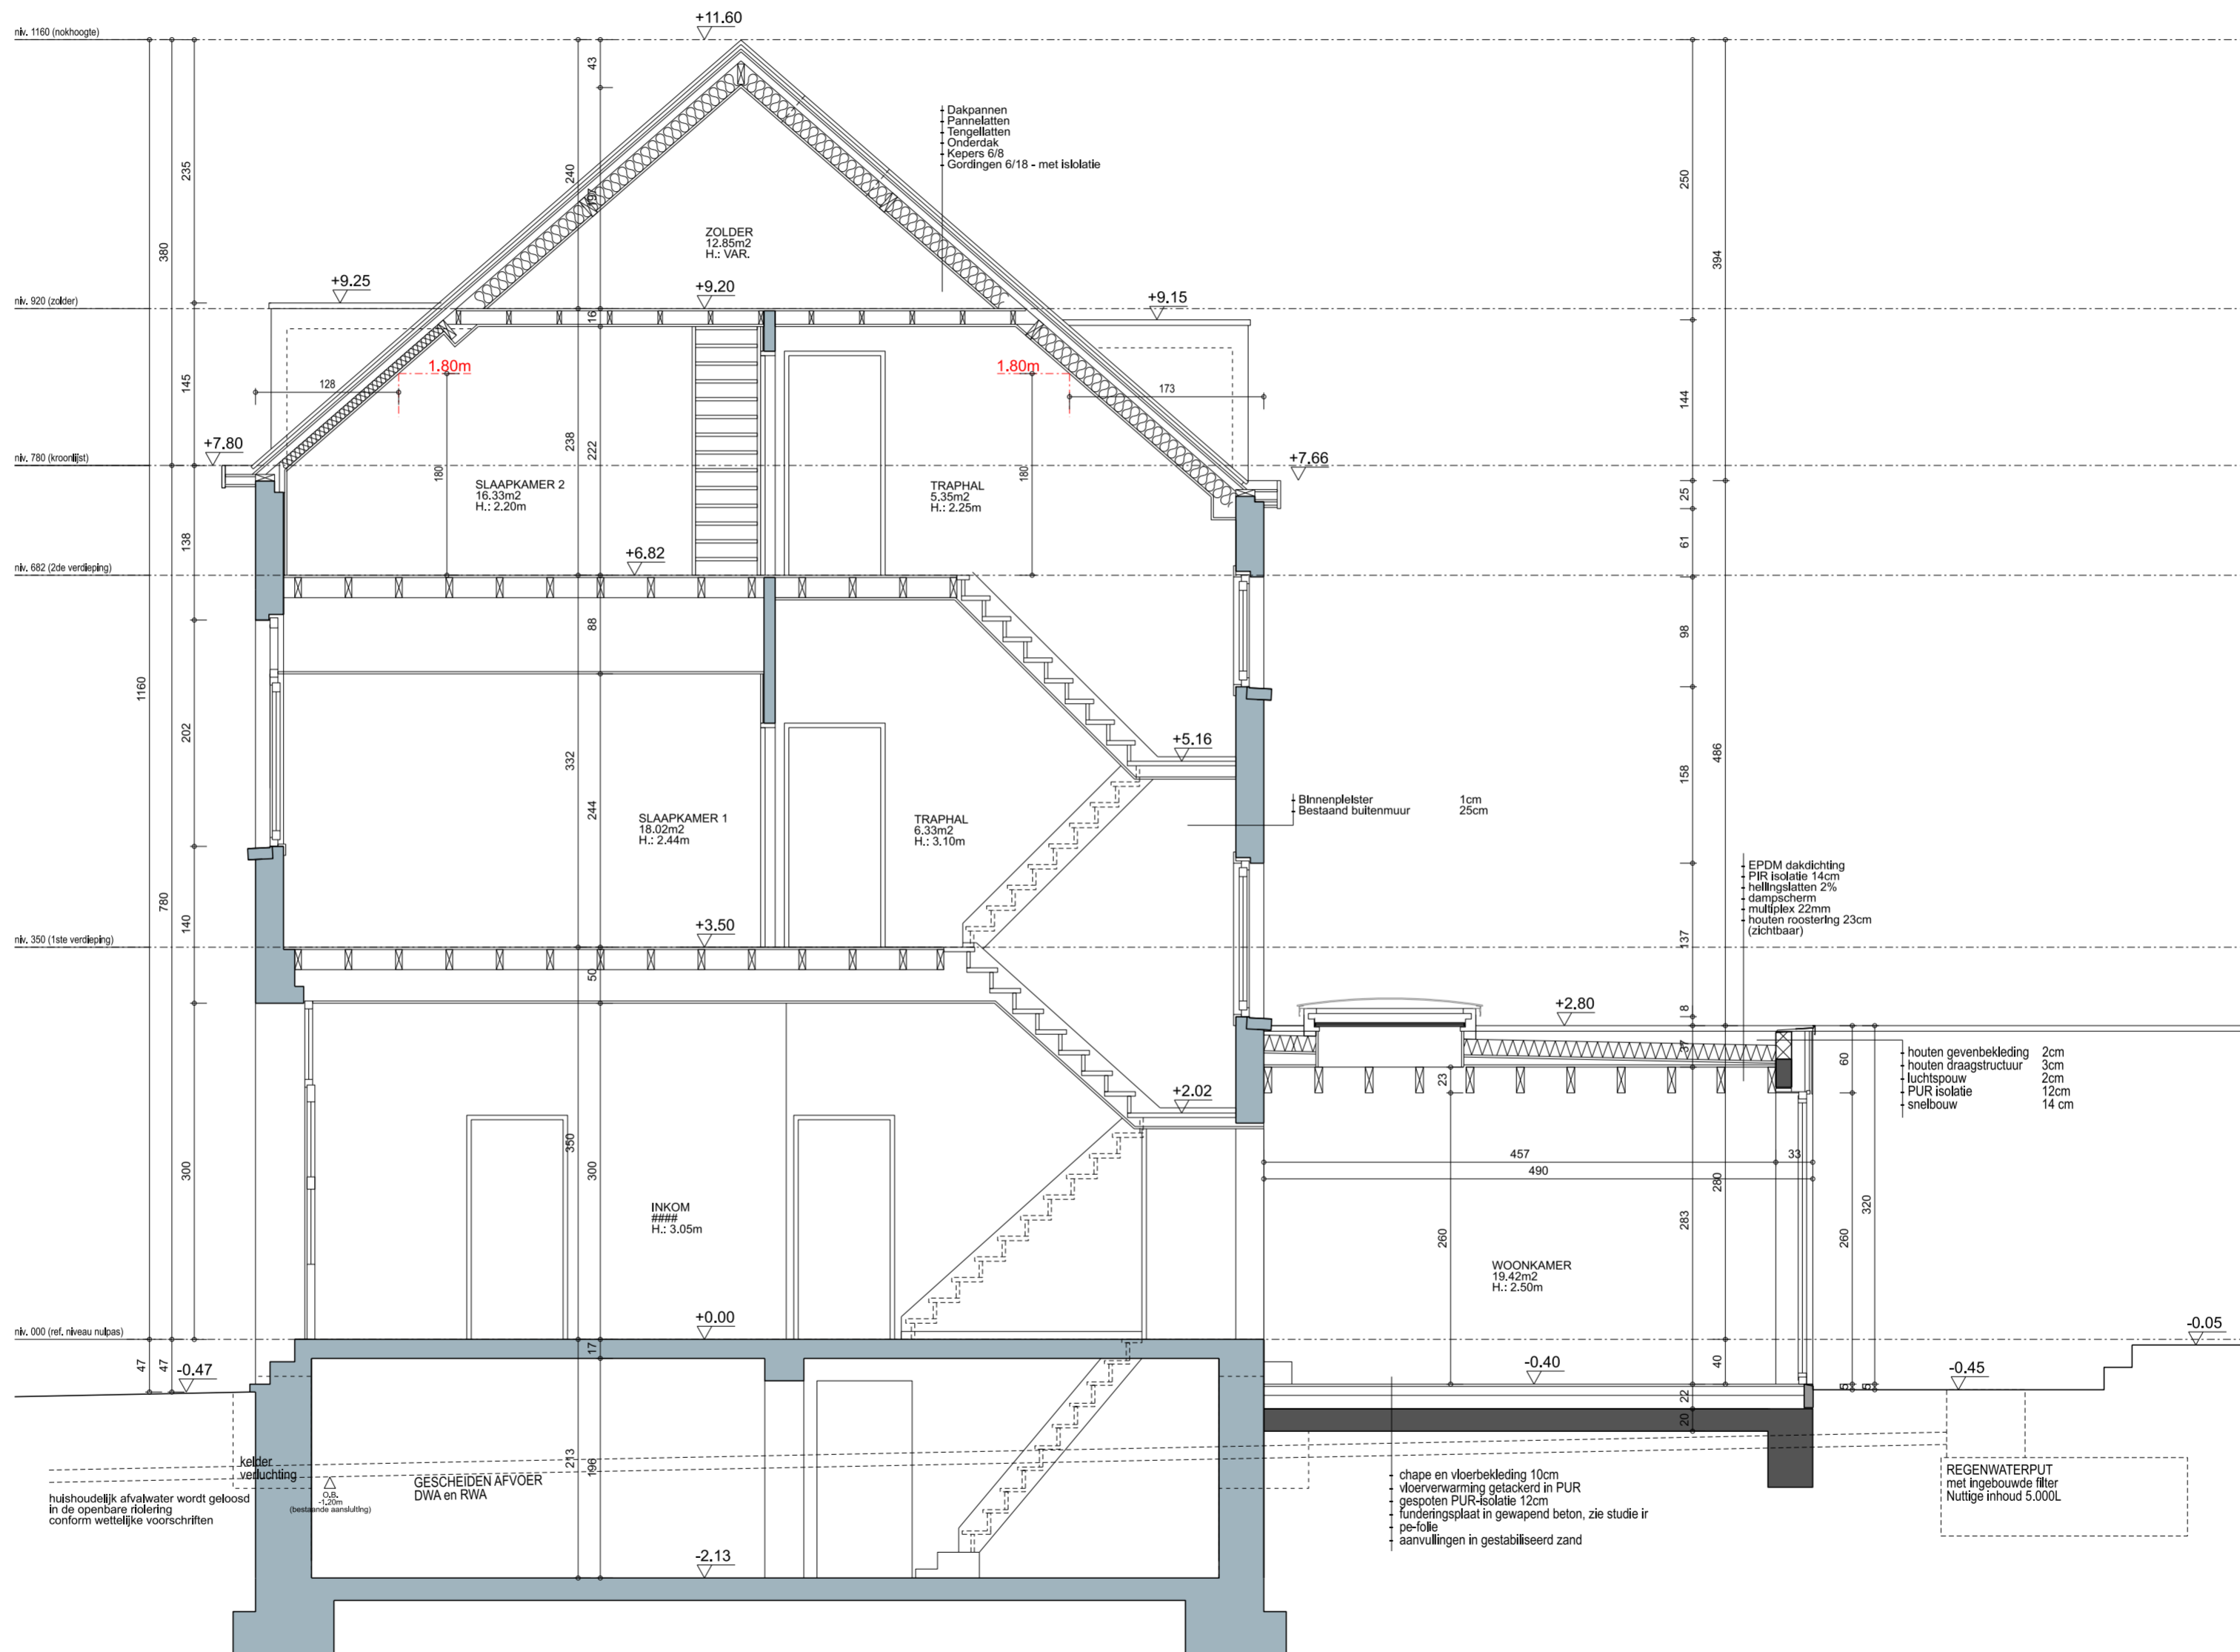 +11.60
niv. 1160 (nokhoogte)
43
Dakpannen
Pannelatten
Tengellatten
Onderdak
Kepers 6/8
Gordingen 6/18 - met islolatie
235
240
197
250
ZOLDER
12.85m2
H.: VAR.
380
394
+9.25
+9.20
+9.15
niv. 920 (zolder)
16
1.80m
1.80m
128
173
145
144
+7.80
+7.66
niv. 780 (kroonlijst)
238
222
180
180
SLAAPKAMER 2
16.33m2
H.: 2.20m
TRAPHAL
5.35m2
H.: 2.25m
25
138
61
+6.82
niv. 682 (2de verdieping)
88
98
1160
202
332
+5.16
486
158
244
Binnenpleister 1cm
Bestaand buitenmuur 25cm
SLAAPKAMER 1
18.02m2
H.: 2.44m
TRAPHAL
6.33m2
H.: 3.10m
EPDM dakdichting
PIR isolatie 14cm
hellingslatten 2%
dampscherm
multiplex 22mm
houten roostering 23cm
(zichtbaar)
780
140
137
+3.50
niv. 350 (1ste verdieping)
50
+2.80
8
37
60
houten gevenbekleding 2cm
houten draagstructuur 3cm
luchtspouw 2cm
PUR isolatie 12cm
snelbouw 14 cm
23
+2.02
350
300
300
457
33
490
280
320
283
260
260
INKOM
####
H.: 3.05m
WOONKAMER
19.42m2
H.: 2.50m
+0.00
niv. 000 (ref. niveau nulpas)
-0.05
17
47
47
-0.47
-0.40
40
-0.45
5
5
22
20
kelder
verluchting
213
196
O.B.
-1,20m
(bestaande aansluiting)
GESCHEIDEN AFVOER
DWA en RWA
huishoudelijk afvalwater wordt geloosd
in de openbare riolering
conform wettelijke voorschriften
chape en vloerbekleding 10cm
vloerverwarming getackerd in PUR
gespoten PUR-isolatie 12cm
funderingsplaat in gewapend beton, zie studie ir
pe-folie
aanvullingen in gestabiliseerd zand
REGENWATERPUT
met ingebouwde filter
Nuttige inhoud 5.000L
-2.13